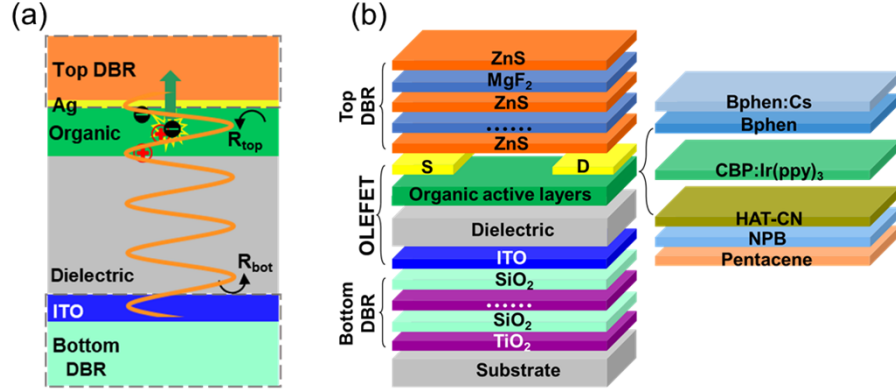 (a)
Top DBR
Ag
Organic
R_top
Dielectric
R_bot
ITO
Bottom
DBR
(b)
Top
DBR
OLEFET
Bottom
DBR
ZnS
MgF₂
ZnS
......
ZnS
S
D
Organic active layers
Dielectric
ITO
SiO₂
......
SiO₂
TiO₂
Substrate
Bphen:Cs
Bphen
CBP:Ir(ppy)₃
HAT-CN
NPB
Pentacene